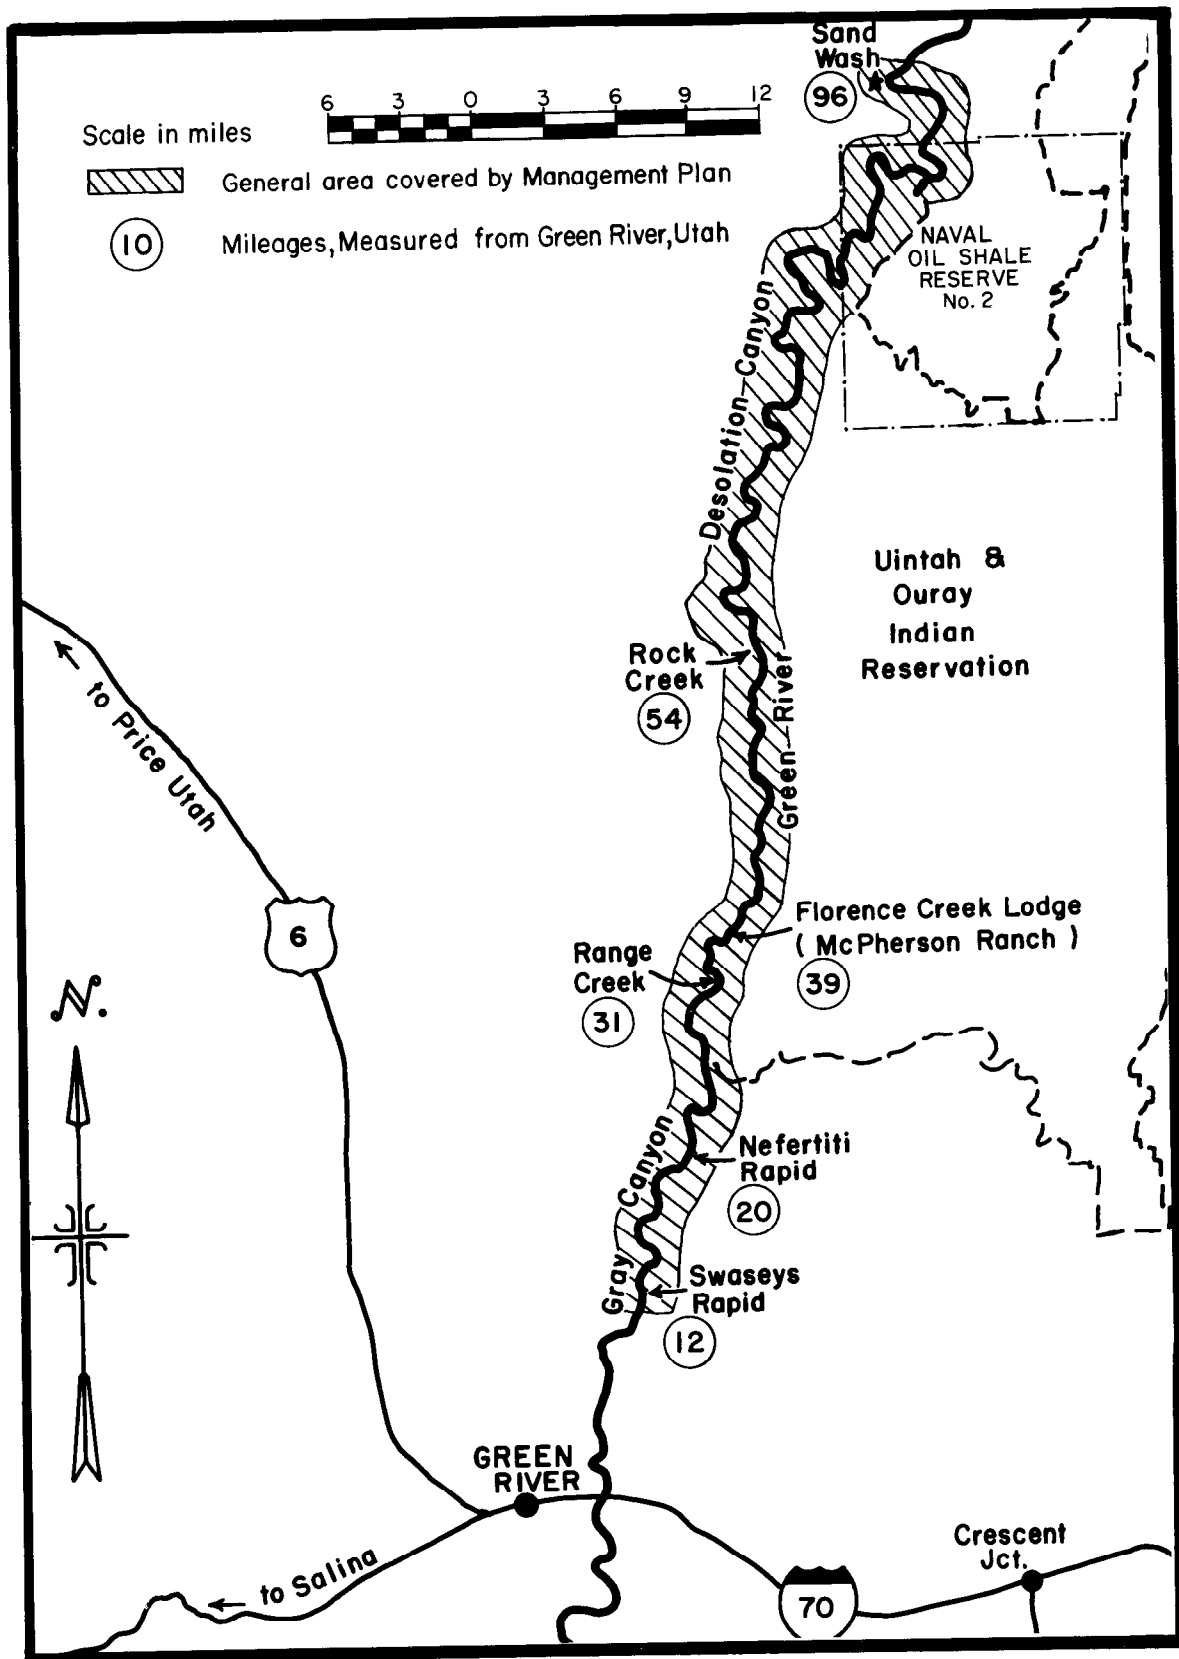 Sand
Wash
96
6 3 0 3 6 9 12
Scale in miles
General area covered by Management Plan
10
Mileages, Measured from Green River, Utah
NAVAL
OIL SHALE
RESERVE
No. 2
Desolation Canyon
Uintah &
Ouray
Indian
Reservation
Rock
Creek
54
Green River
to Price Utah
6
Florence Creek Lodge
( McPherson Ranch )
39
Range
Creek
31
N.
Nefertiti
Rapid
20
Gray Canyon
Swaseys
Rapid
12
GREEN
RIVER
Crescent
Jct.
to Salina
70